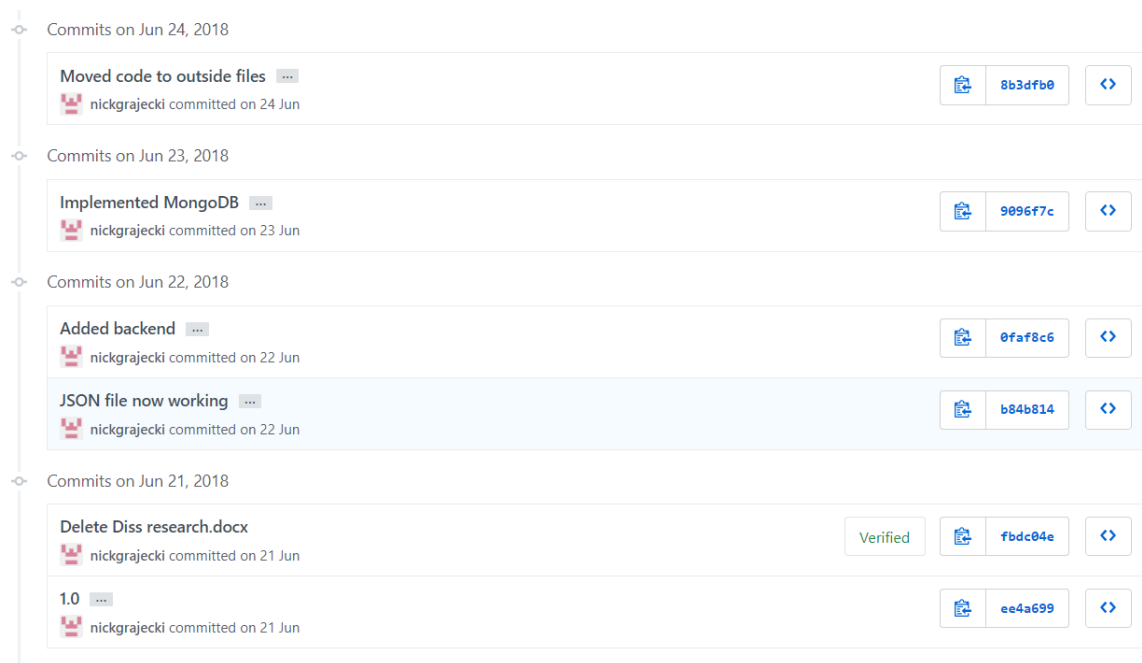 Commits on Jun 24, 2018
Moved code to outside files ...
nickgrajecki committed on 24 Jun
8b3dfb0
Commits on Jun 23, 2018
Implemented MongoDB ...
nickgrajecki committed on 23 Jun
9096f7c
Commits on Jun 22, 2018
Added backend ...
nickgrajecki committed on 22 Jun
0faf8c6
JSON file now working ...
nickgrajecki committed on 22 Jun
b84b814
Commits on Jun 21, 2018
Delete Diss research.docx
nickgrajecki committed on 21 Jun
Verified
fbdc04e
1.0 ...
nickgrajecki committed on 21 Jun
ee4a699